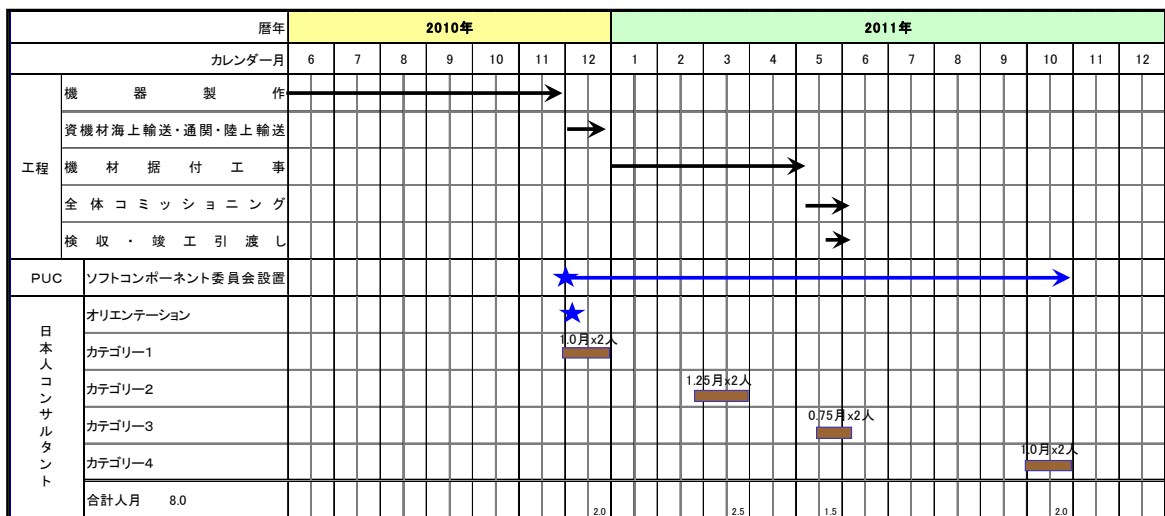 暦年 2010年 2011年
カレンダー月 6 7 8 9 10 11 12 1 2 3 4 5 6 7 8 9 10 11 12
工程
機器製作
資機材海上輸送・通関・陸上輸送
機材据付工事
全体コミッショニング
検収・竣工引渡し
PUC ソフトコンポーネント委員会設置
日本人コンサルタント
オリエンテーション
カテゴリー1 1.0月x2人
カテゴリー2 1.25月x2人
カテゴリー3 0.75月x2人
カテゴリー4 1.0月x2人
合計人月 8.0 2.0 2.5 1.5 2.0